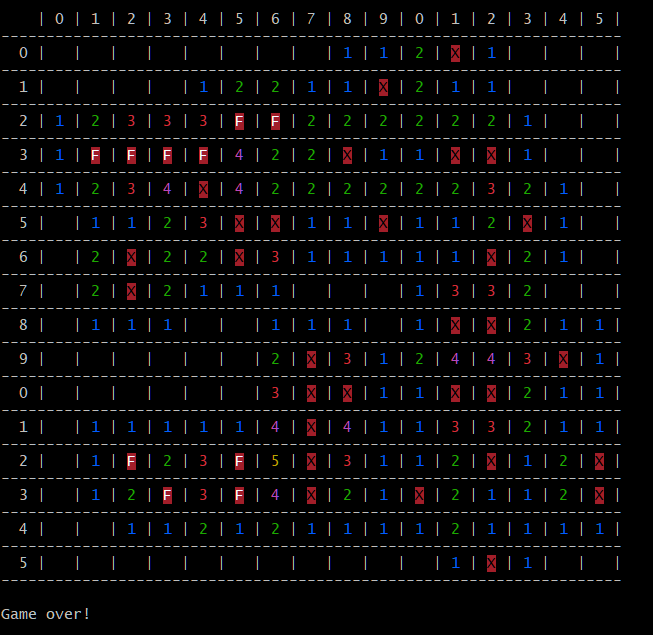 | 0 | 1 | 2 | 3 | 4 | 5 | 6 | 7 | 8 | 9 | 0 | 1 | 2 | 3 | 4 | 5 |
0 | | | | | | | | | 1 | 1 | 2 | X | 1 | | | |
1 | | | | | 1 | 2 | 2 | 1 | 1 | X | 2 | 1 | 1 | | | |
2 | 1 | 2 | 3 | 3 | 3 | F | F | 2 | 2 | 2 | 2 | 2 | 2 | 1 | | |
3 | 1 | F | F | F | F | 4 | 2 | 2 | X | 1 | 1 | X | X | 1 | | |
4 | 1 | 2 | 3 | 4 | X | 4 | 2 | 2 | 2 | 2 | 2 | 2 | 3 | 2 | 1 | |
5 | | 1 | 1 | 2 | 3 | X | X | 1 | 1 | X | 1 | 1 | 2 | X | 1 | |
6 | | 2 | X | 2 | 2 | X | 3 | 1 | 1 | 1 | 1 | 1 | X | 2 | 1 | |
7 | | 2 | X | 2 | 1 | 1 | 1 | | | | 1 | 3 | 3 | 2 | | |
8 | | 1 | 1 | 1 | | | 1 | 1 | 1 | | 1 | X | X | 2 | 1 | 1 |
9 | | | | | | | 2 | X | 3 | 1 | 2 | 4 | 4 | 3 | X | 1 |
0 | | | | | | | 3 | X | X | 1 | 1 | X | X | 2 | 1 | 1 |
1 | | 1 | 1 | 1 | 1 | 1 | 4 | X | 4 | 1 | 1 | 3 | 3 | 2 | 1 | 1 |
2 | | 1 | F | 2 | 3 | F | 5 | X | 3 | 1 | 1 | 2 | X | 1 | 2 | X |
3 | | 1 | 2 | F | 3 | F | 4 | X | 2 | 1 | X | 2 | 1 | 1 | 2 | X |
4 | | | 1 | 1 | 2 | 1 | 2 | 1 | 1 | 1 | 1 | 2 | 1 | 1 | 1 | 1 |
5 | | | | | | | | | | | | 1 | X | 1 | | |
Game over!